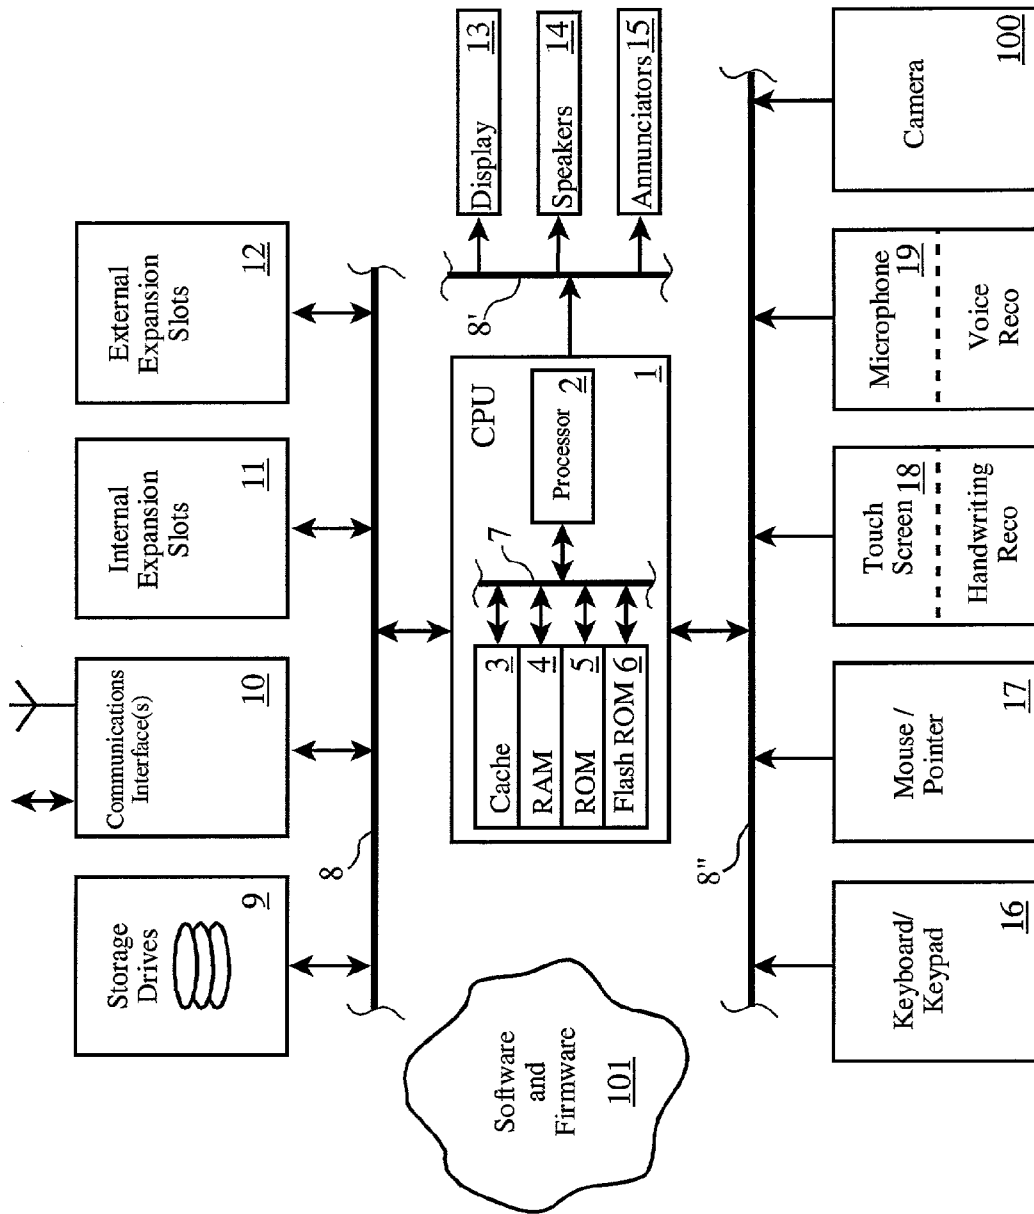 Storage
Drives
9
Communications
Interface(s)
10
Internal
Expansion
Slots
11
External
Expansion
Slots
12
8
CPU
1
Cache 3
RAM 4
ROM 5
Flash ROM 6
7
Processor
2
8'
Display 13
Speakers 14
Annunciators 15
Software
and
Firmware
101
8"
Keyboard/
Keypad
16
Mouse /
Pointer
17
Touch
Screen 18
Handwriting
Reco
Microphone
19
Voice
Reco
Camera
100